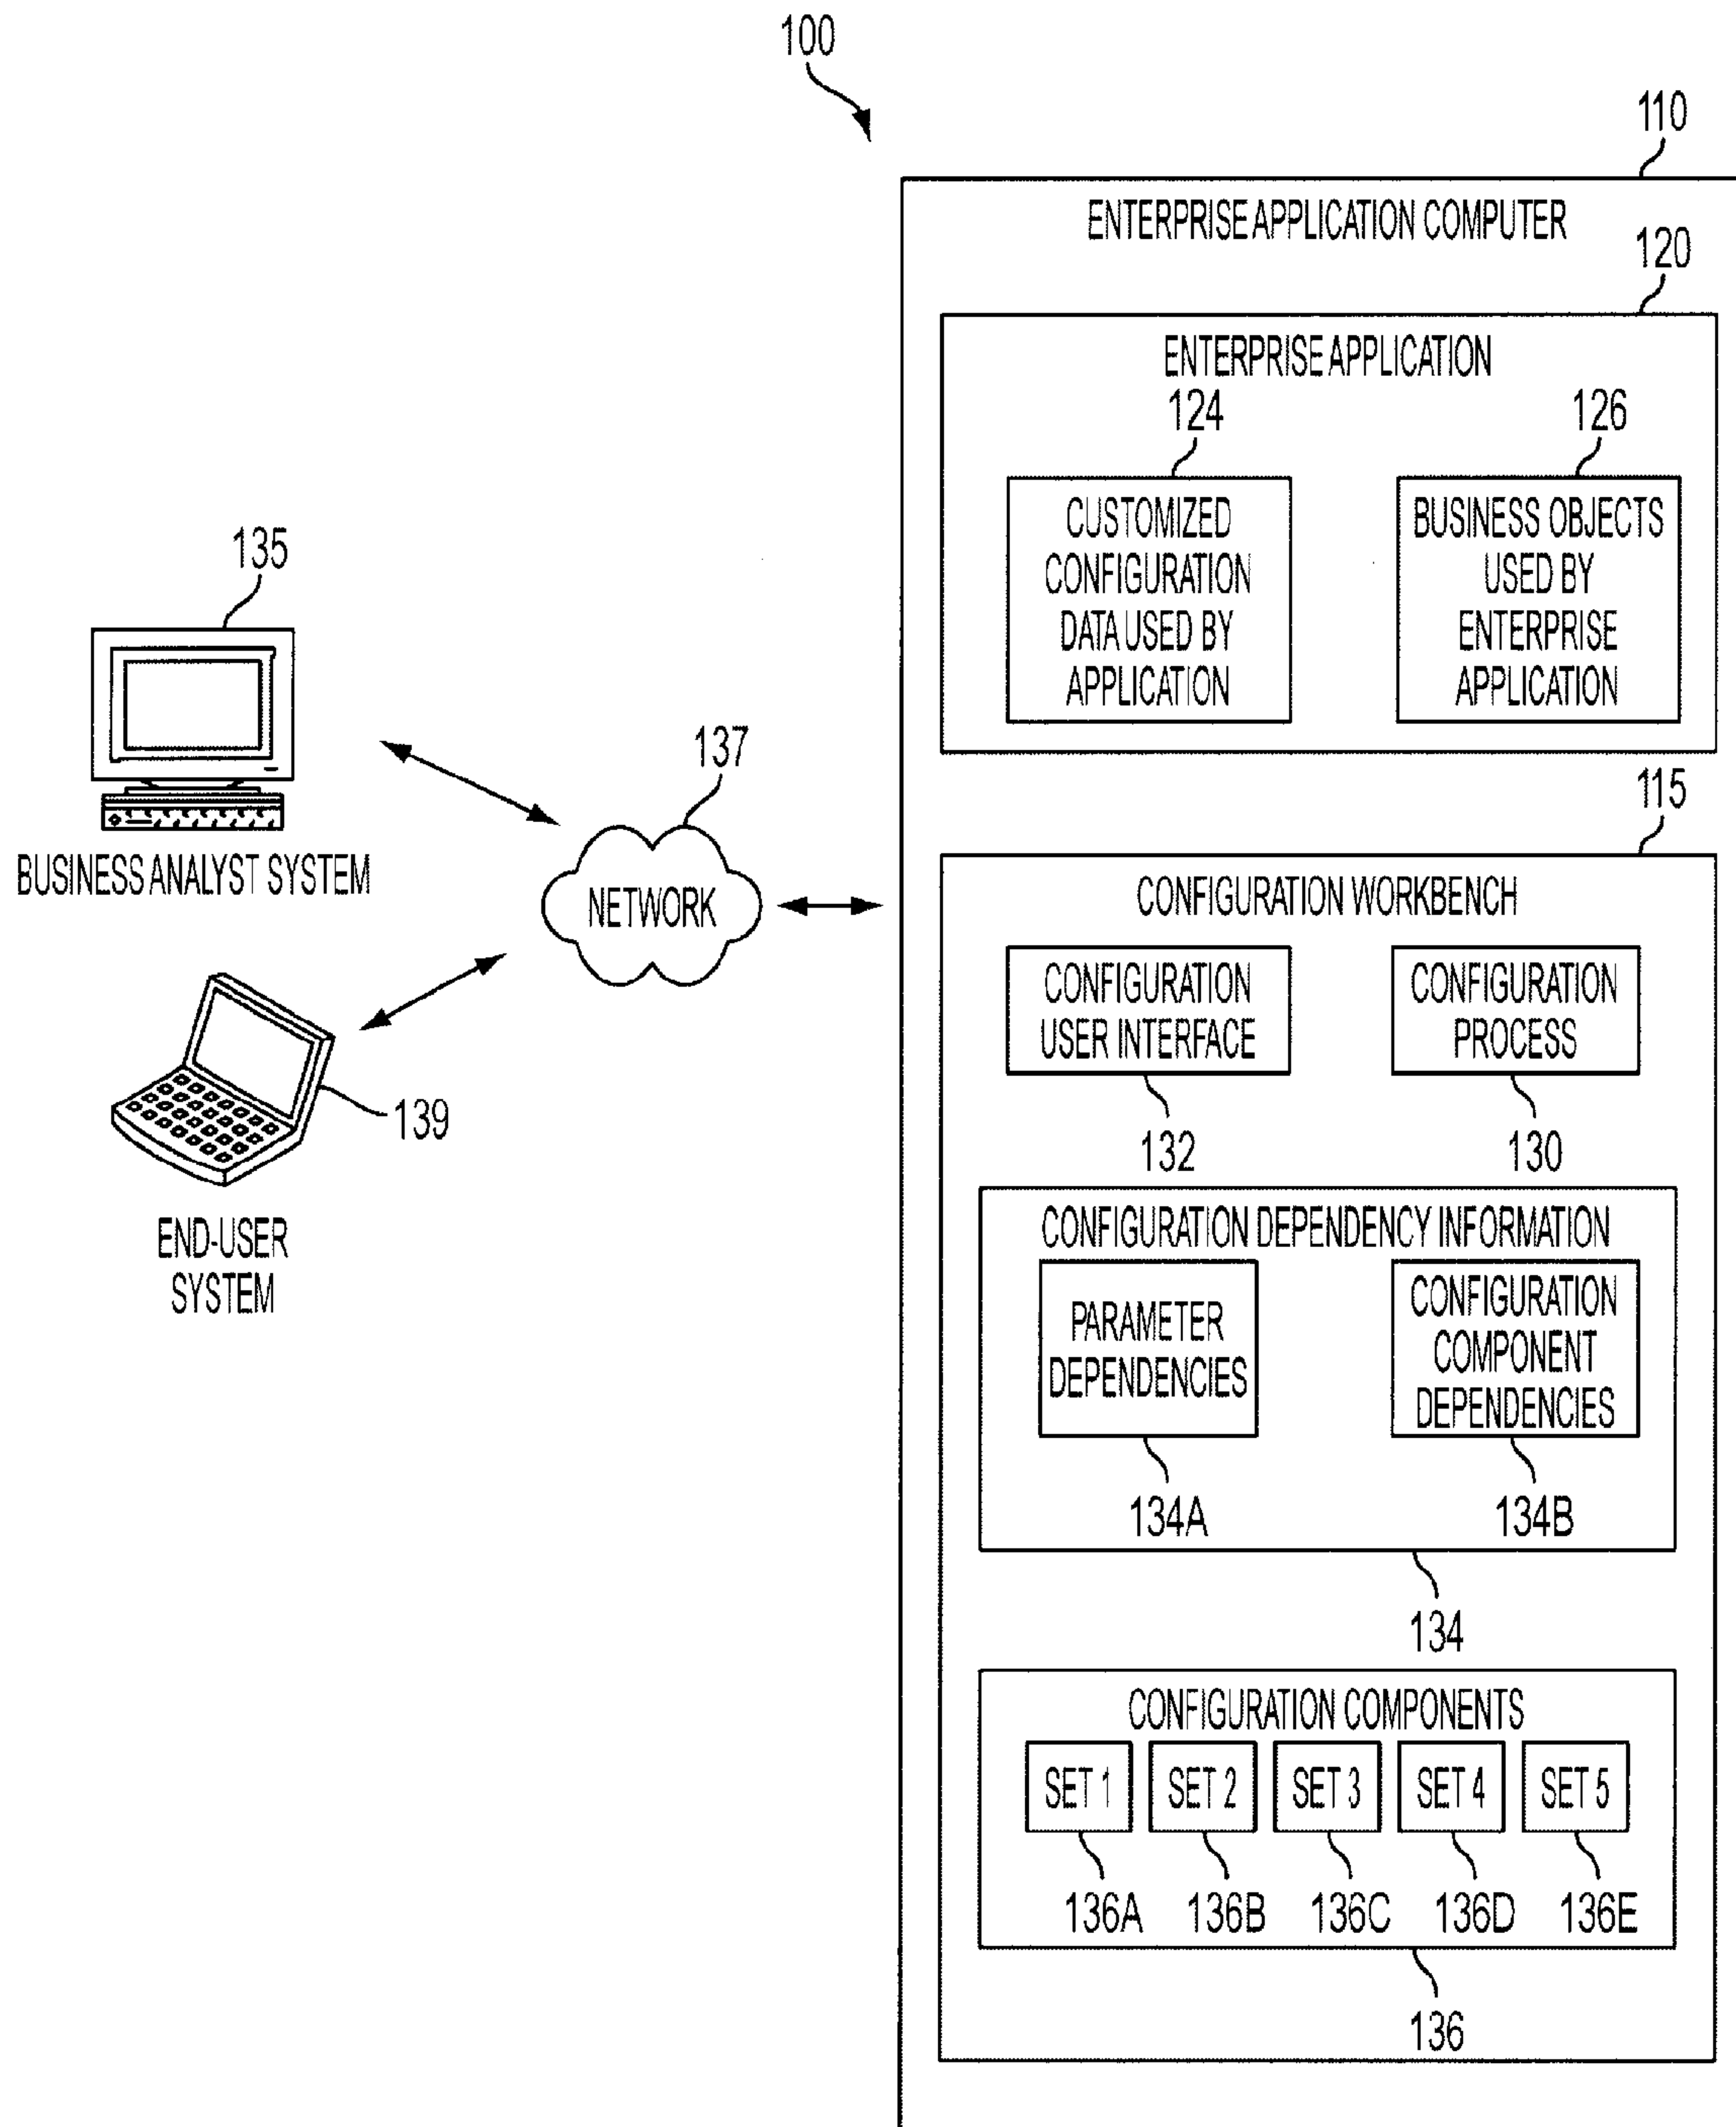 100
110
ENTERPRISE APPLICATION COMPUTER
120
ENTERPRISE APPLICATION
124
126
CUSTOMIZED
CONFIGURATION
DATA USED BY
APPLICATION
BUSINESS OBJECTS
USED BY
ENTERPRISE
APPLICATION
135
BUSINESS ANALYST SYSTEM
137
NETWORK
139
END-USER
SYSTEM
115
CONFIGURATION WORKBENCH
CONFIGURATION
USER INTERFACE
CONFIGURATION
PROCESS
132
130
CONFIGURATION DEPENDENCY INFORMATION
PARAMETER
DEPENDENCIES
CONFIGURATION
COMPONENT
DEPENDENCIES
134A
134B
134
CONFIGURATION COMPONENTS
SET 1
SET 2
SET 3
SET 4
SET 5
136A
136B
136C
136D
136E
136